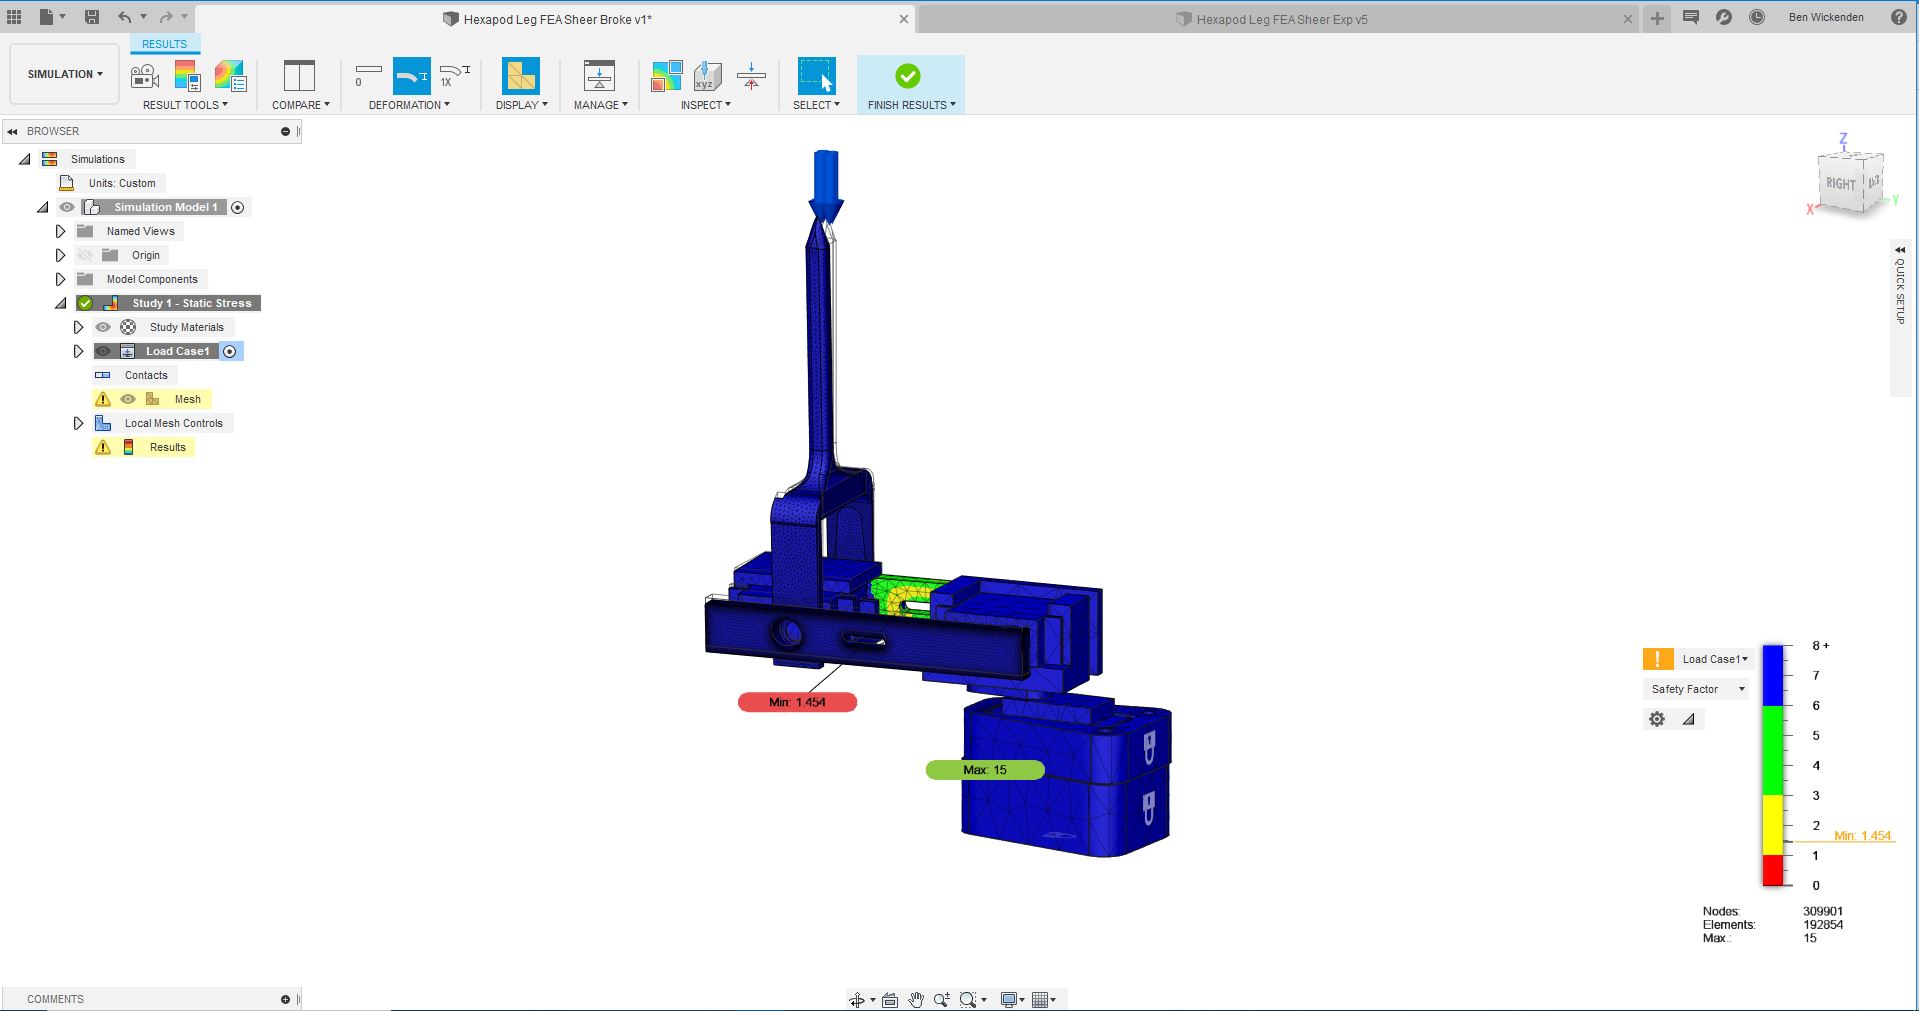 Hexapod Leg FEA Sheer Broke v1*
Hexapod Leg FEA Sheer Exp v5
Ben Wickenden
RESULTS
SIMULATION
0
1X
xyz
RESULT TOOLS
COMPARE
DEFORMATION
DISPLAY
MANAGE
INSPECT
SELECT
FINISH RESULTS
BROWSER
Simulations
Units: Custom
Simulation Model 1
Named Views
Origin
Model Components
Study 1 - Static Stress
Study Materials
Load Case1
Contacts
Mesh
Local Mesh Controls
Results
Z
RIGHT
X
Y
QUICK SETUP
Min: 1.454
Max: 15
Load Case1
Safety Factor
8 +
7
6
5
4
3
2
Min: 1.454
1
0
Nodes: 309901
Elements: 192854
Max.: 15
COMMENTS